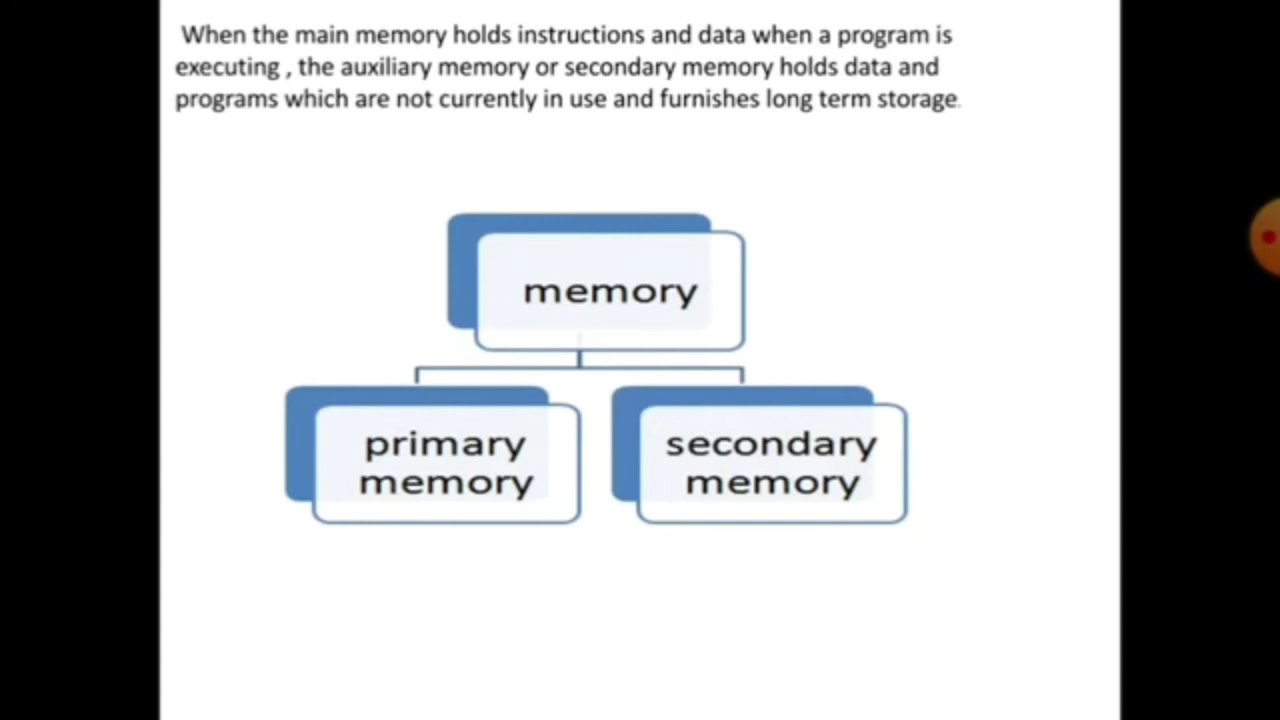 When the main memory holds instructions and data when a program is
executing , the auxiliary memory or secondary memory holds data and
programs which are not currently in use and furnishes long term storage.
memory
primary
memory
secondary
memory